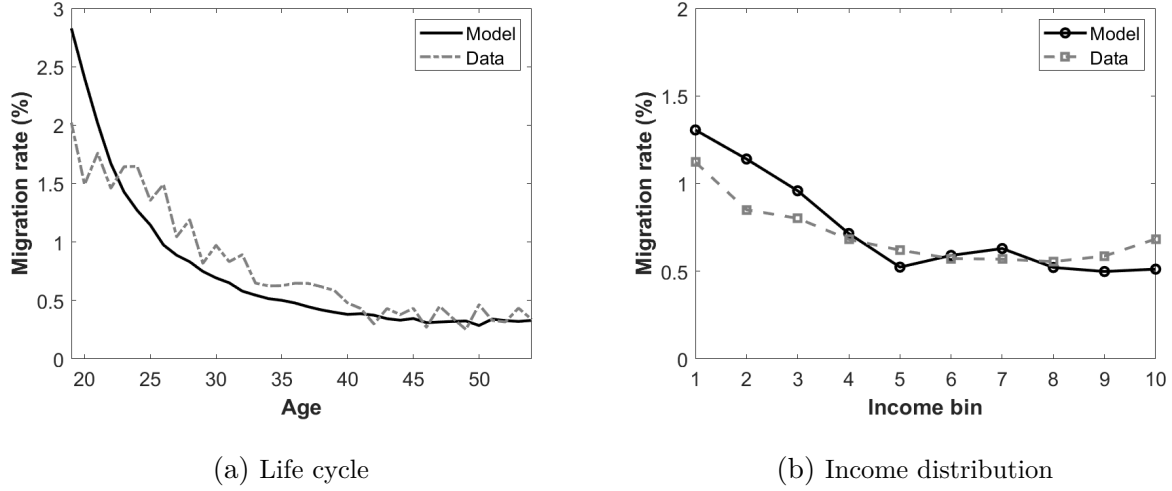 3
2.5
2
1.5
1
0.5
0
Migration rate (%)
20 25 30 35 40 45 50
Age
Model
Data
(a) Life cycle
2
1.5
1
0.5
0
Migration rate (%)
1 2 3 4 5 6 7 8 9 10
Income bin
Model
Data
(b) Income distribution